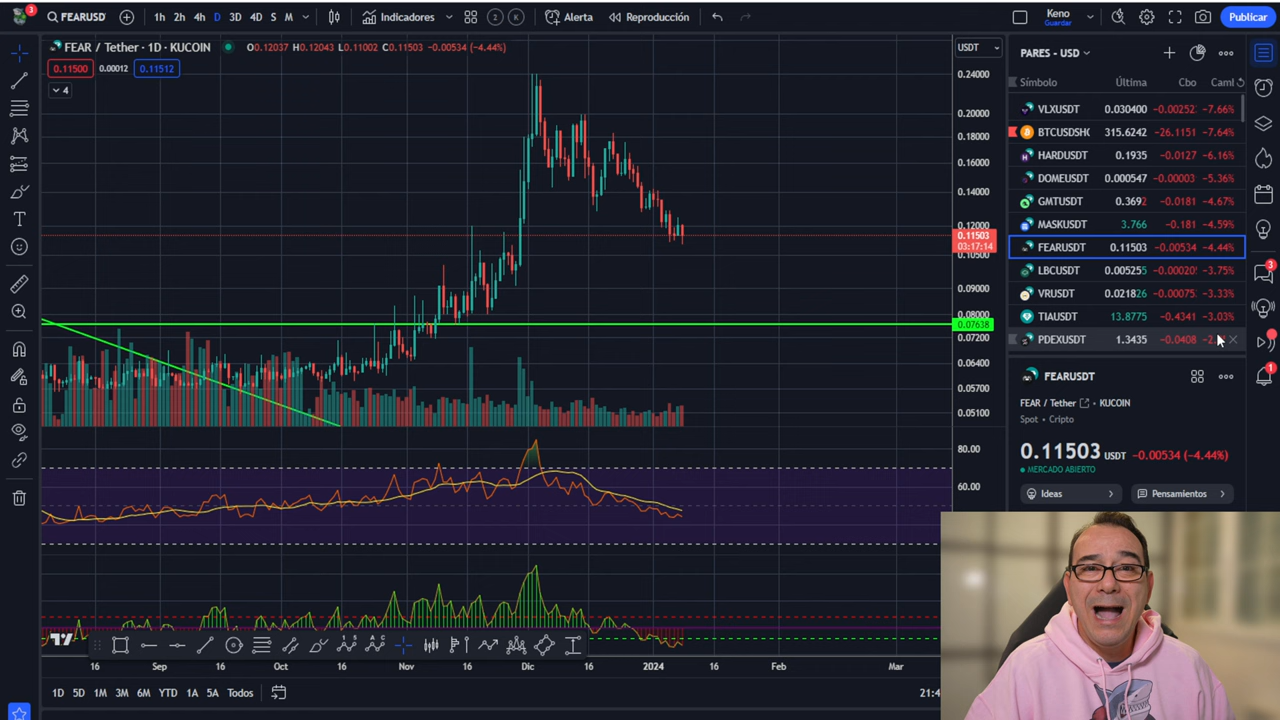 FEARUSD
1h 2h 4h D 3D 4D S M
Indicadores
2 K
Alerta
Reproducción
Keno
Guardar
Publicar
3
FEAR / Tether · 1D · KUCOIN O0.12037 H0.12043 L0.11002 C0.11503 −0.00534 (−4.44%)
0.11500 0.00012 0.11512
4
USDT
0.24000
0.20000
0.18000
0.16000
0.14000
0.12000
0.11503
03:17:14
0.10500
0.09000
0.08000
0.07638
0.07200
0.06400
0.05700
0.05100
80.00
60.00
16 Sep 16 Oct 16 Nov 16 Dic 16 2024 16 Feb Mar
1D 5D 1M 3M 6M YTD 1A 5A Todos
21:4
PARES - USD
Símbolo Última Cbo Caml
VLXUSDT 0.030400 −0.00252 −7.66%
BTCUSDSH 315.6242 −26.1151 −7.64%
HARDUSDT 0.1935 −0.0127 −6.16%
DOMEUSDT 0.000547 −0.00003 −5.36%
GMTUSDT 0.3692 −0.0181 −4.67%
MASKUSDT 3.766 −0.181 −4.59%
FEARUSDT 0.11503 −0.00534 −4.44%
LBCUSDT 0.005255 −0.00020 −3.75%
VRUSDT 0.021826 −0.00075 −3.33%
TIAUSDT 13.8775 −0.4341 −3.03%
PDEXUSDT 1.3435 −0.0408
FEARUSDT
FEAR / Tether · KUCOIN
Spot · Cripto
0.11503 USDT −0.00534 (−4.44%)
MERCADO ABIERTO
Ideas
Pensamientos
3
1